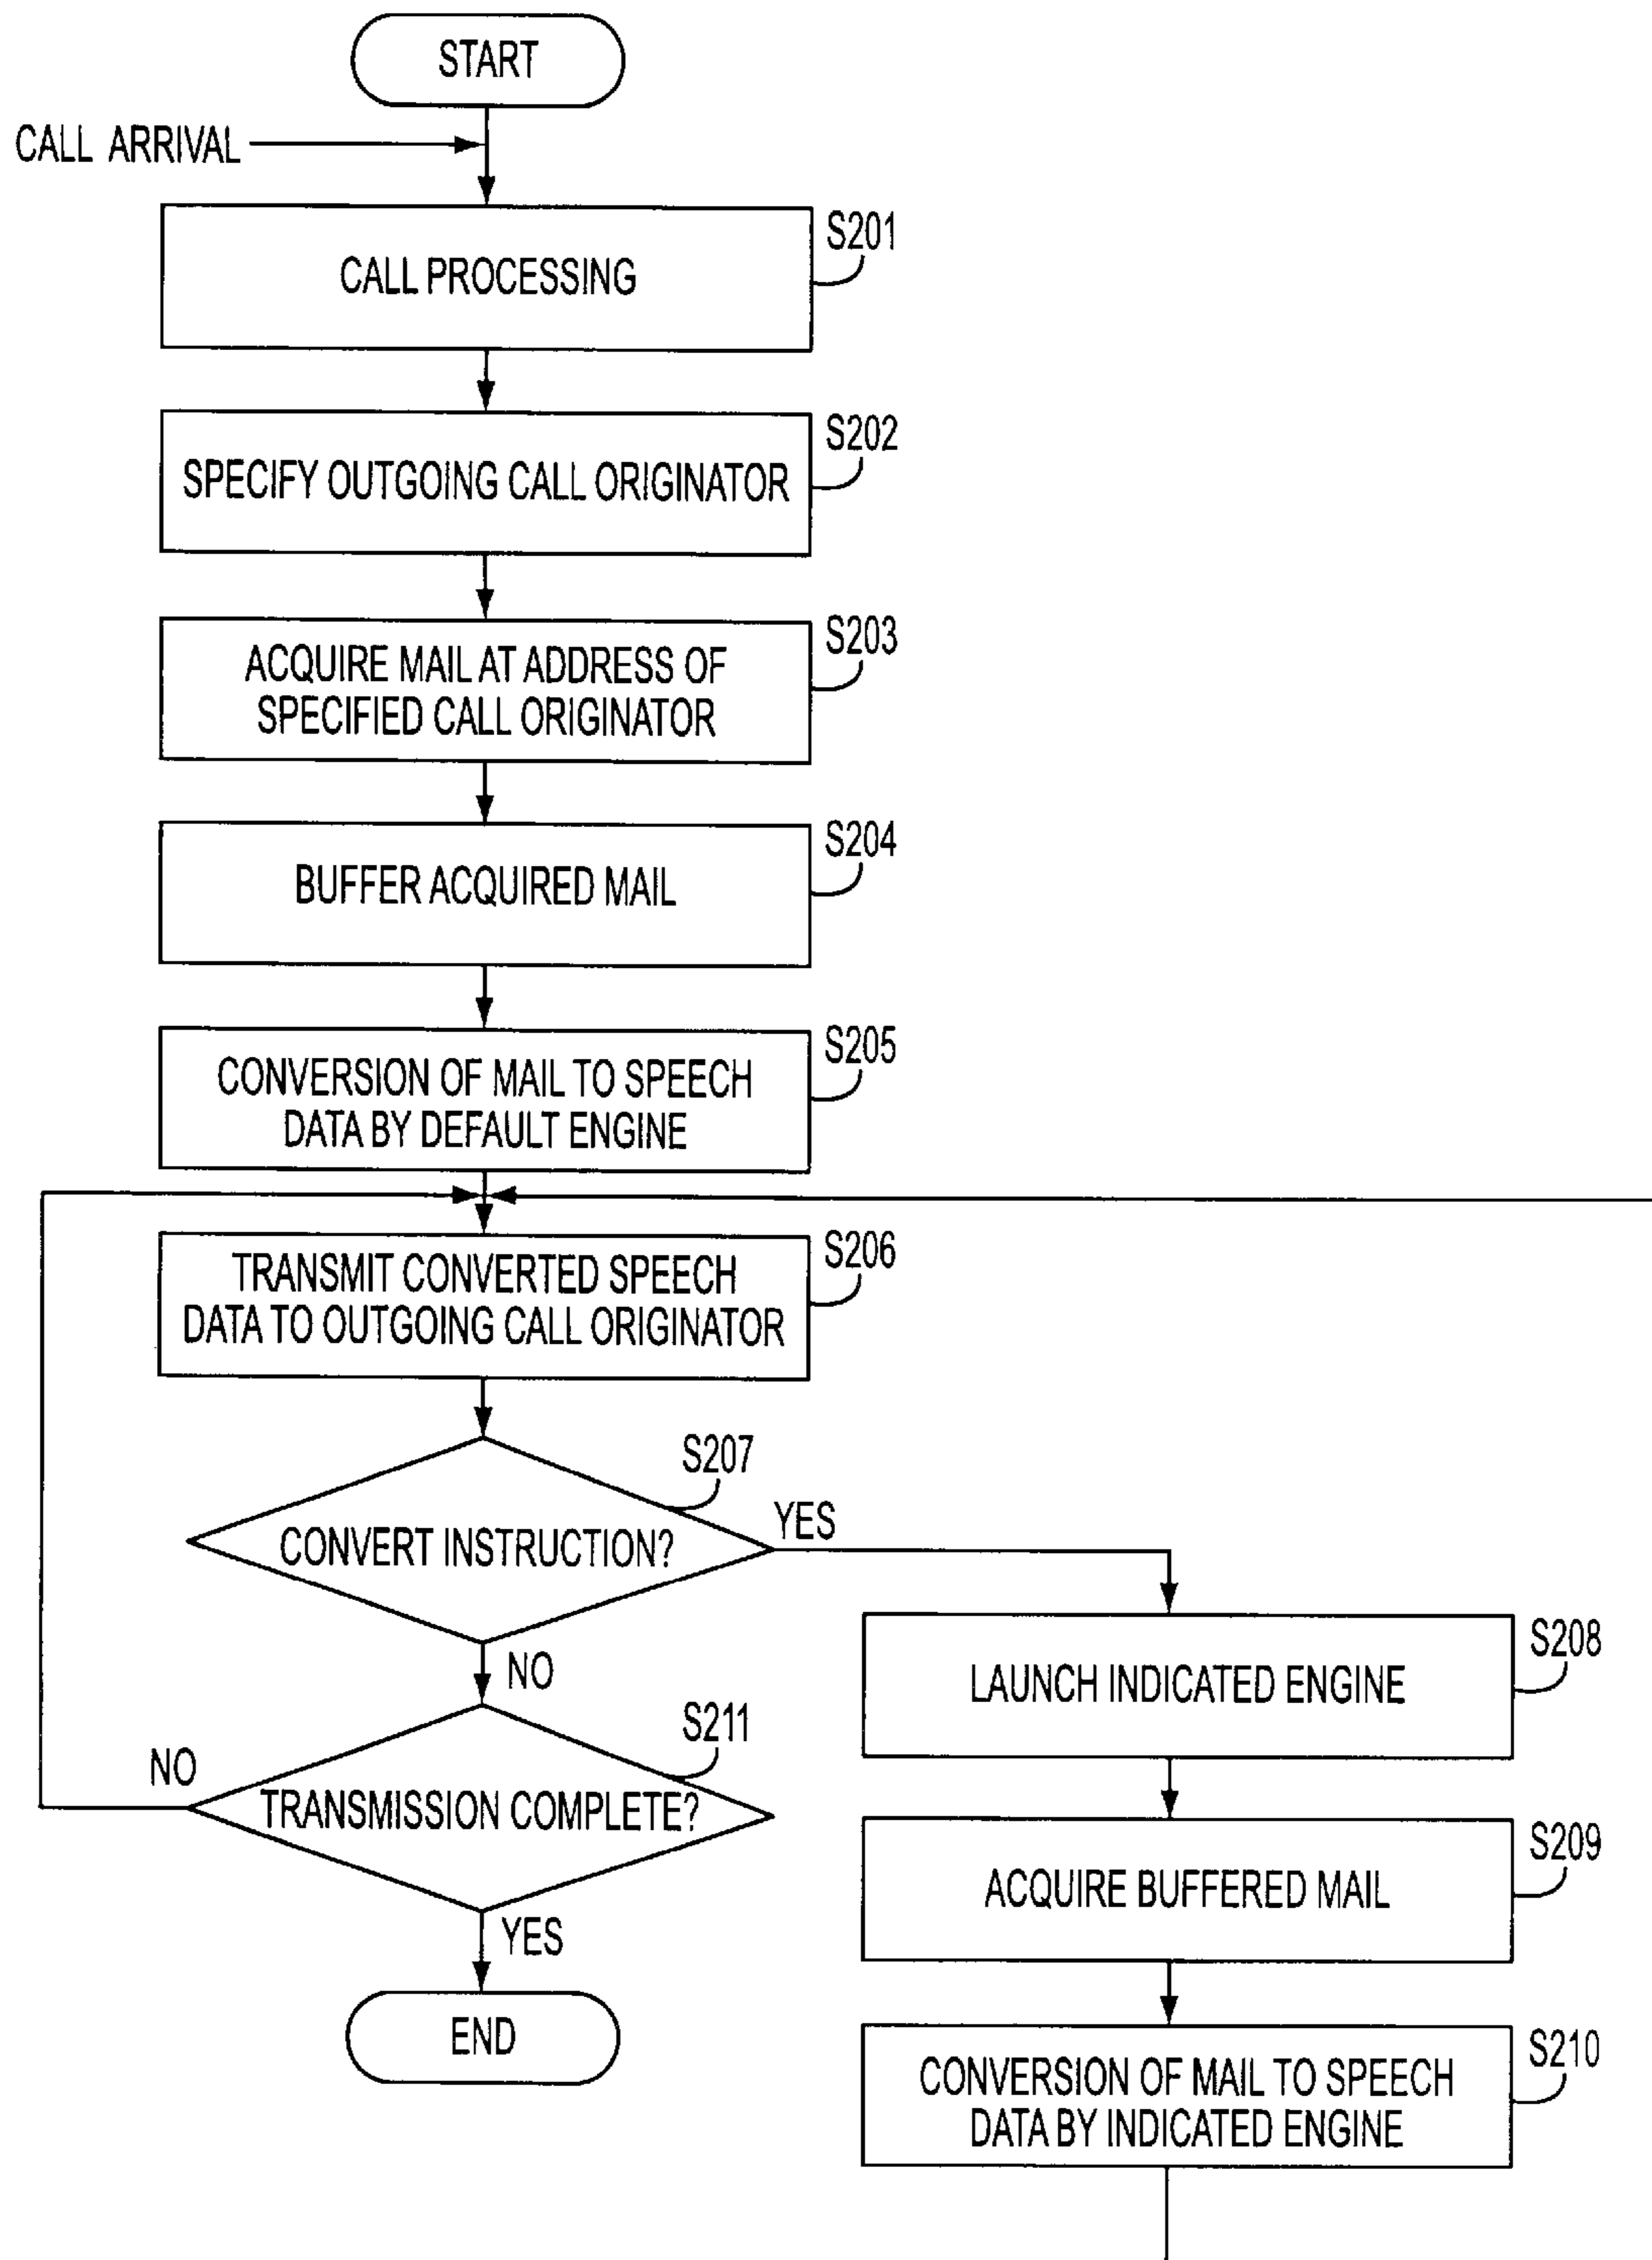 START
CALL ARRIVAL
S201
CALL PROCESSING
S202
SPECIFY OUTGOING CALL ORIGINATOR
S203
ACQUIRE MAIL AT ADDRESS OF
SPECIFIED CALL ORIGINATOR
S204
BUFFER ACQUIRED MAIL
S205
CONVERSION OF MAIL TO SPEECH
DATA BY DEFAULT ENGINE
S206
TRANSMIT CONVERTED SPEECH
DATA TO OUTGOING CALL ORIGINATOR
S207
CONVERT INSTRUCTION?
YES
NO
S208
LAUNCH INDICATED ENGINE
S211
NO
TRANSMISSION COMPLETE?
YES
S209
ACQUIRE BUFFERED MAIL
END
S210
CONVERSION OF MAIL TO SPEECH
DATA BY INDICATED ENGINE